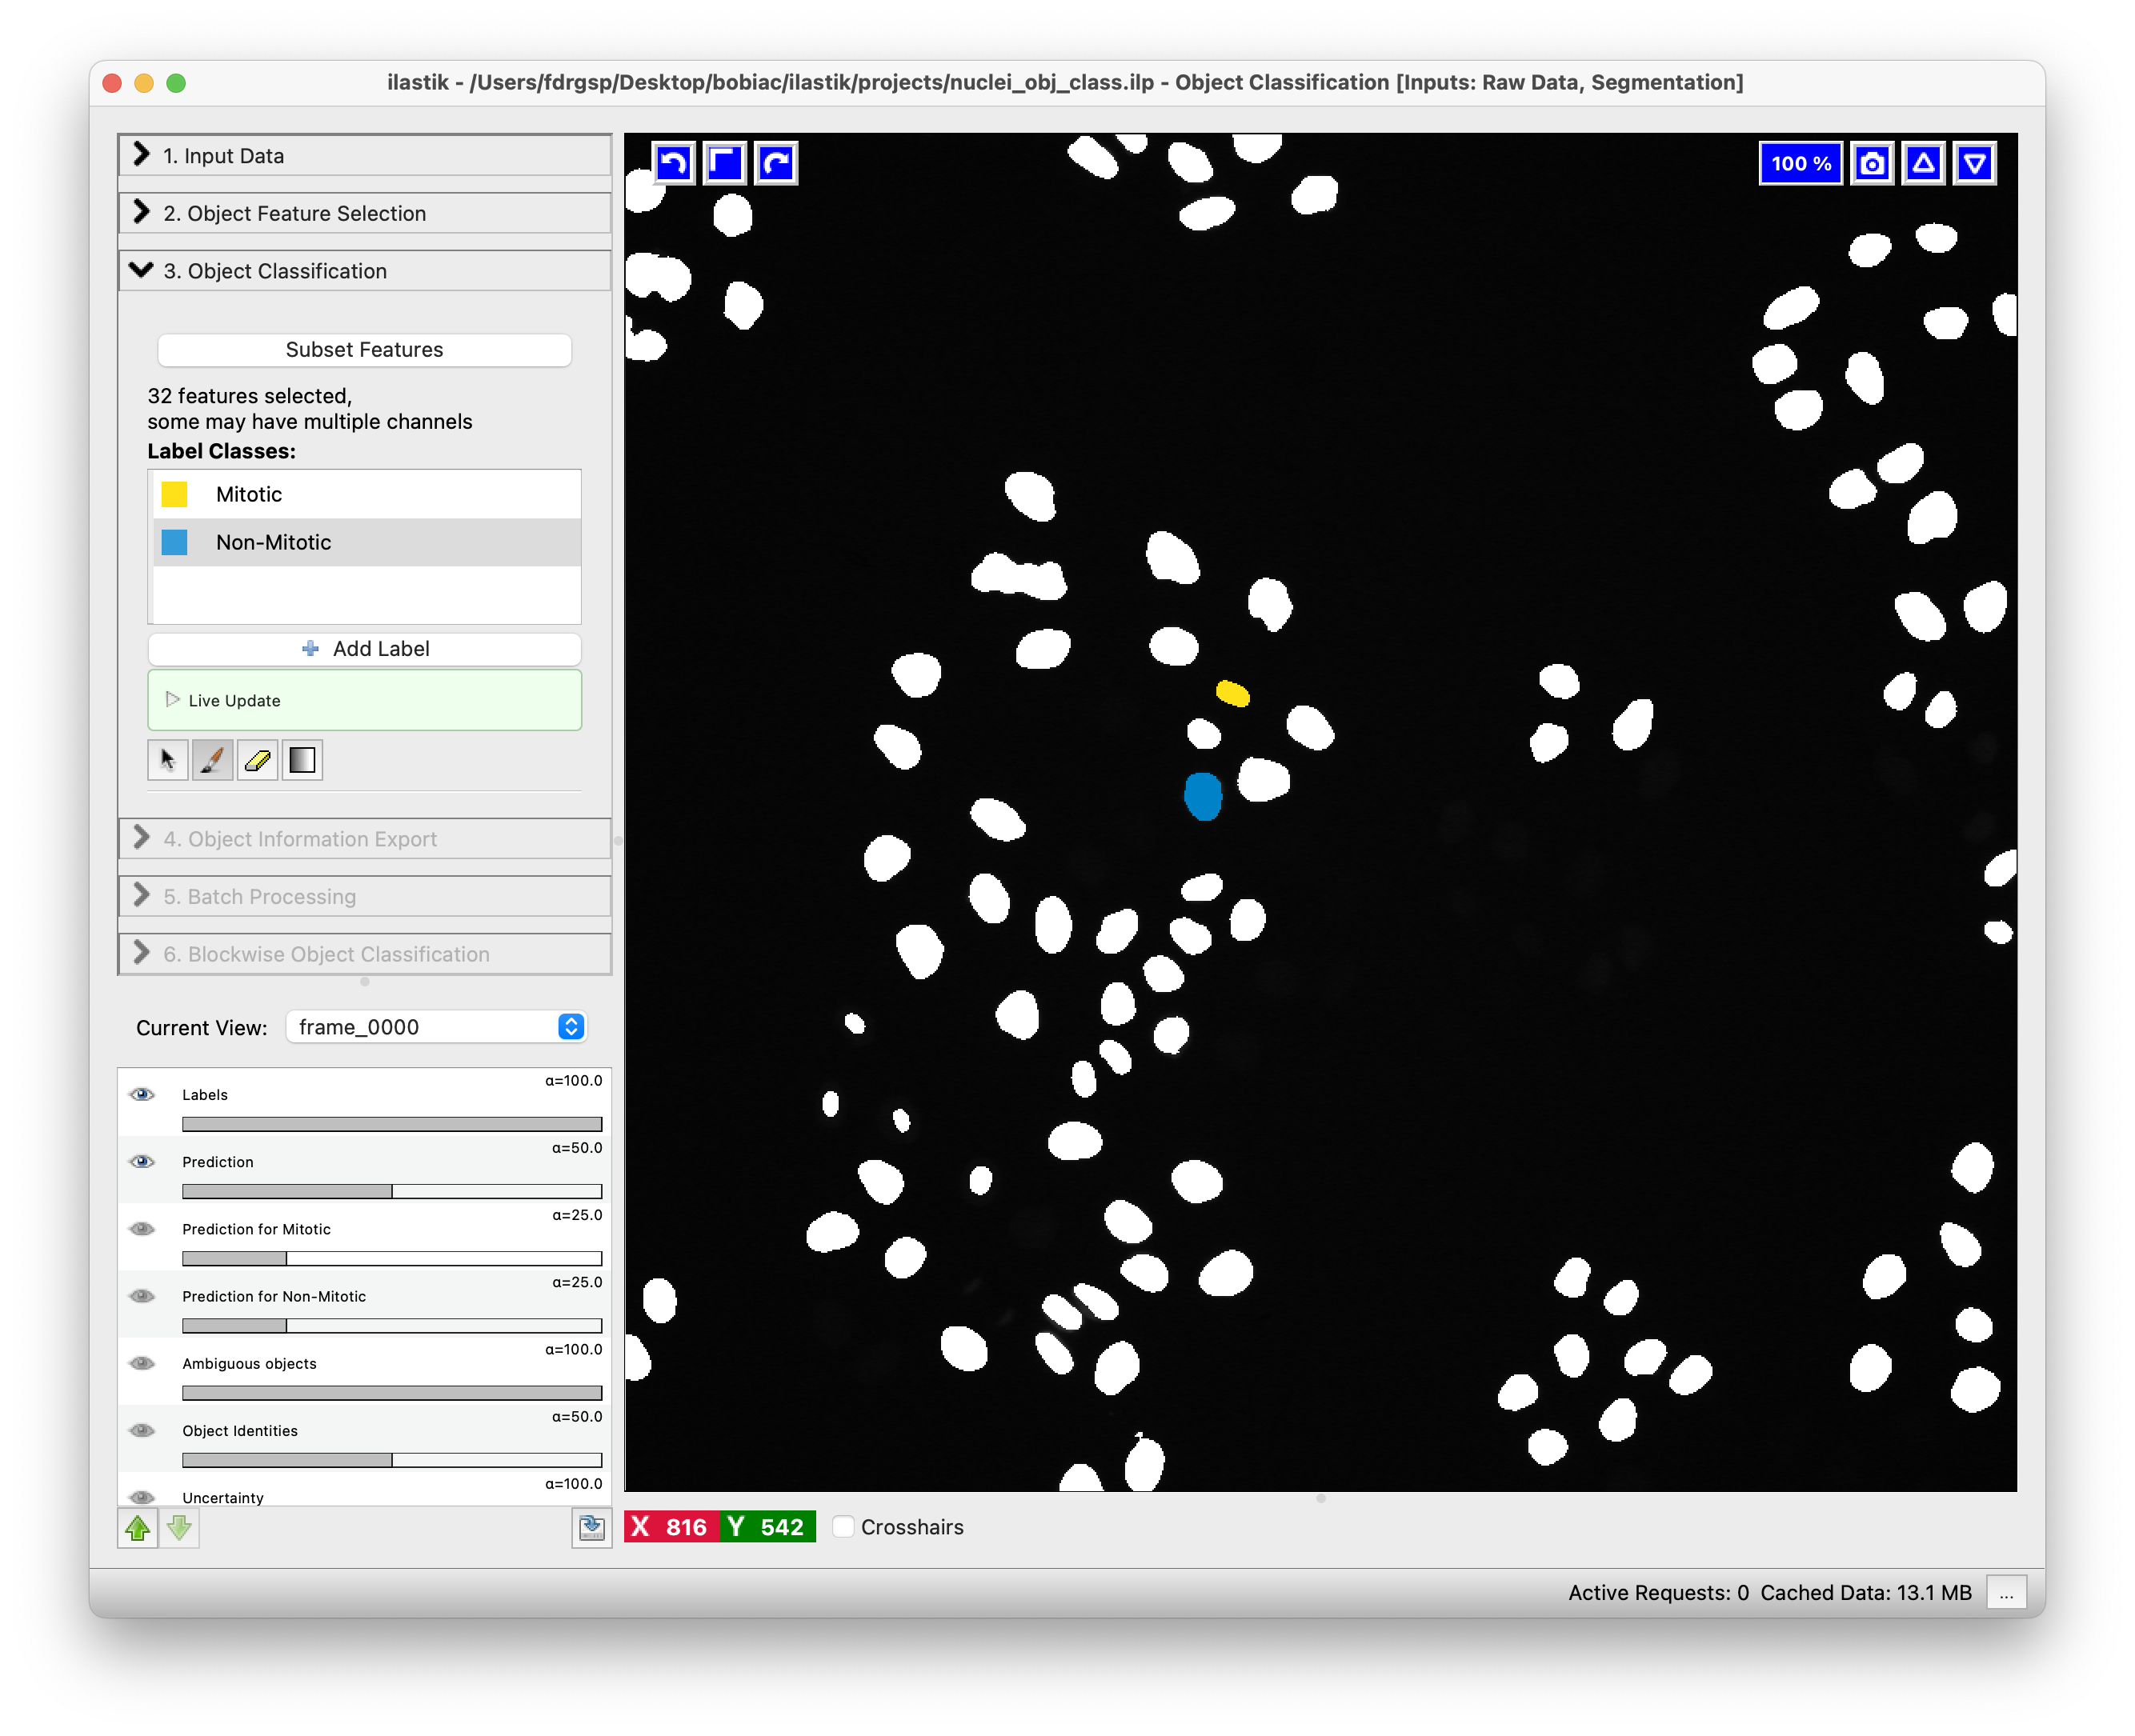 ilastik - /Users/fdrgsp/Desktop/bobiac/ilastik/projects/nuclei_obj_class.ilp - Object Classification [Inputs: Raw Data, Segmentation]
1. Input Data
2. Object Feature Selection
3. Object Classification
Subset Features
32 features selected,
some may have multiple channels
Label Classes:
Mitotic
Non-Mitotic
Add Label
Live Update
4. Object Information Export
5. Batch Processing
6. Blockwise Object Classification
Current View: frame_0000
α=100.0
Labels
α=50.0
Prediction
α=25.0
Prediction for Mitotic
α=25.0
Prediction for Non-Mitotic
α=100.0
Ambiguous objects
α=50.0
Object Identities
α=100.0
Uncertainty
100 %
X 816 Y 542 Crosshairs
Active Requests: 0 Cached Data: 13.1 MB ...